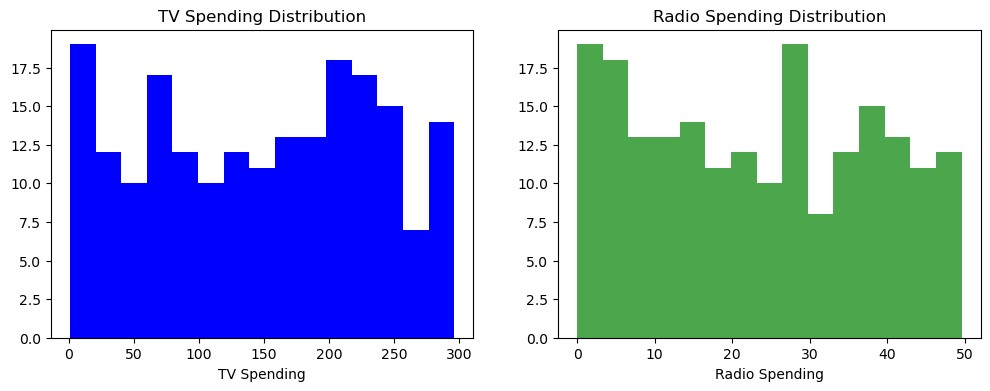 TV Spending Distribution
17.5
15.0
12.5
10.0
7.5
5.0
2.5
0.0
0 50 100 150 200 250 300
TV Spending
Radio Spending Distribution
17.5
15.0
12.5
10.0
7.5
5.0
2.5
0.0
0 10 20 30 40 50
Radio Spending